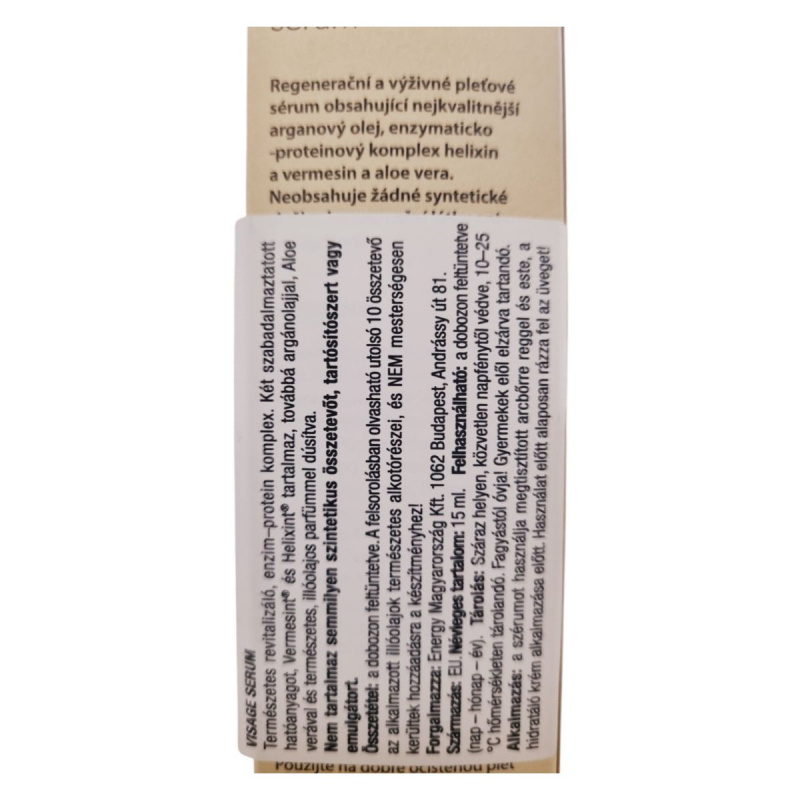 Regenerační a výživné pleťové
sérum obsahující nejkvalitnější
arganový olej, enzymaticko
-proteinový komplex helixin
a vermesin a aloe vera.
Neobsahuje žádné syntetické
VISAGE SERUM
Természetes revitalizáló, enzim–protein komplex. Két szabadalmaztatott
hatóanyagot, Vermesint® és Helixint® tartalmaz, továbbá argánolajjal, Aloe
verával és természetes, illóolajos parfümmel dúsítva.
Nem tartalmaz semmilyen szintetikus összetevőt, tartósítószert vagy
emulgátort.
Összetétel: a dobozon feltüntetve. A felsorolásban olvasható utolsó 10 összetevő
az alkalmazott illóolajok természetes alkotórészei, és NEM mesterségesen
kerültek hozzáadásra a készítményhez!
Forgalmazza: Energy Magyarország Kft. 1062 Budapest, Andrássy út 81.
Származás: EU. Névleges tartalom: 15 ml. Felhasználható: a dobozon feltüntetve
(nap – hónap – év). Tárolás: Száraz helyen, közvetlen napfénytől védve, 10–25
°C hőmérsékleten tárolandó. Fagyástól óvja! Gyermekek elől elzárva tartandó.
Alkalmazás: a szérumot használja megtisztított arcbőrre reggel és este, a
hidratáló krém alkalmazása előtt. Használat előtt alaposan rázza fel az üveget!
Použijte na dobře očištěnou pleť